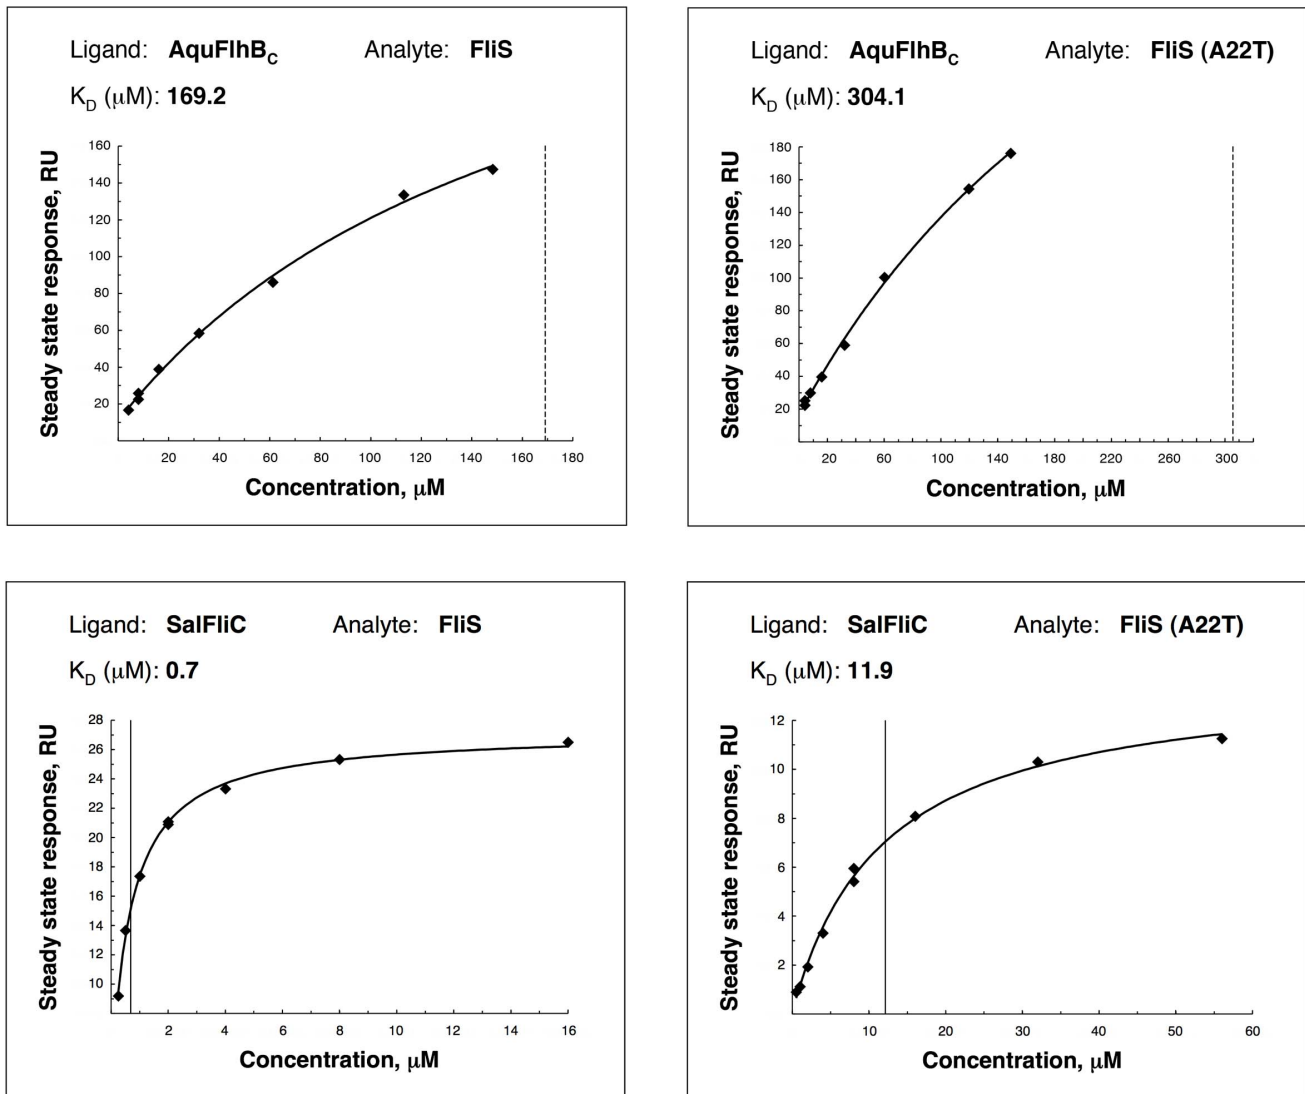 Ligand: AquFlhB_C Analyte: FliS
K_D (μM): 169.2
Steady state response, RU
160
140
120
100
80
60
40
20
20 40 60 80 100 120 140 160 180
Concentration, μM
Ligand: AquFlhB_C Analyte: FliS (A22T)
K_D (μM): 304.1
Steady state response, RU
180
160
140
120
100
80
60
40
20
20 60 100 140 180 220 260 300
Concentration, μM
Ligand: SalFliC Analyte: FliS
K_D (μM): 0.7
Steady state response, RU
28
26
24
22
20
18
16
14
12
10
2 4 6 8 10 12 14 16
Concentration, μM
Ligand: SalFliC Analyte: FliS (A22T)
K_D (μM): 11.9
Steady state response, RU
12
10
8
6
4
2
10 20 30 40 50 60
Concentration, μM